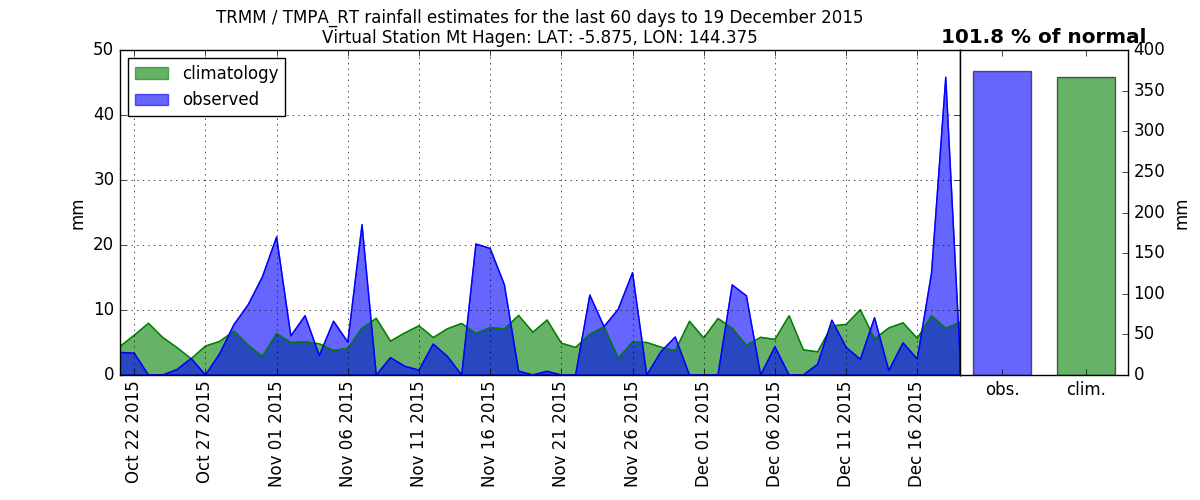 TRMM / TMPA_RT rainfall estimates for the last 60 days to 19 December 2015
Virtual Station Mt Hagen: LAT: -5.875, LON: 144.375
101.8 % of normal
climatology
observed
50
40
30
20
10
0
mm
Oct 22 2015
Oct 27 2015
Nov 01 2015
Nov 06 2015
Nov 11 2015
Nov 16 2015
Nov 21 2015
Nov 26 2015
Dec 01 2015
Dec 06 2015
Dec 11 2015
Dec 16 2015
400
350
300
250
200
150
100
50
0
mm
obs.
clim.